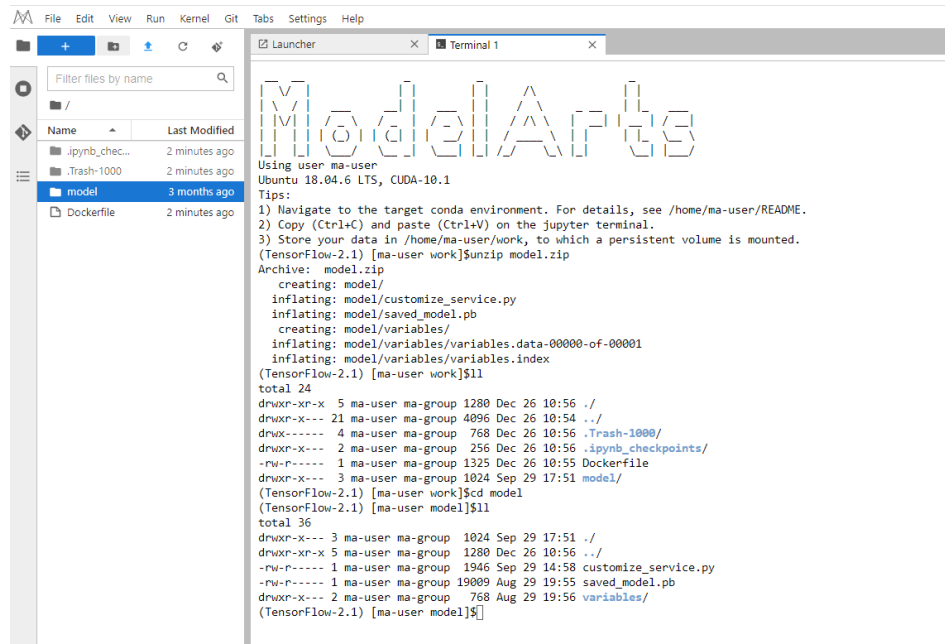 File Edit View Run Kernel Git Tabs Settings Help
Launcher
Terminal 1
Filter files by name
/
Name Last Modified
.ipynb_chec... 2 minutes ago
.Trash-1000 2 minutes ago
model 3 months ago
Dockerfile 2 minutes ago
ModelArts
Using user ma-user
Ubuntu 18.04.6 LTS, CUDA-10.1
Tips:
1) Navigate to the target conda environment. For details, see /home/ma-user/README.
2) Copy (Ctrl+C) and paste (Ctrl+V) on the jupyter terminal.
3) Store your data in /home/ma-user/work, to which a persistent volume is mounted.
(TensorFlow-2.1) [ma-user work]$unzip model.zip
Archive:  model.zip
   creating: model/
  inflating: model/customize_service.py
  inflating: model/saved_model.pb
   creating: model/variables/
  inflating: model/variables/variables.data-00000-of-00001
  inflating: model/variables/variables.index
(TensorFlow-2.1) [ma-user work]$ll
total 24
drwxr-xr-x  5 ma-user ma-group 1280 Dec 26 10:56 ./
drwxr-x--- 21 ma-user ma-group 4096 Dec 26 10:54 ../
drwx------  4 ma-user ma-group  768 Dec 26 10:56 .Trash-1000/
drwxr-x---  2 ma-user ma-group  256 Dec 26 10:56 .ipynb_checkpoints/
-rw-r-----  1 ma-user ma-group 1325 Dec 26 10:55 Dockerfile
drwxr-x---  3 ma-user ma-group 1024 Sep 29 17:51 model/
(TensorFlow-2.1) [ma-user work]$cd model
(TensorFlow-2.1) [ma-user model]$ll
total 36
drwxr-x--- 3 ma-user ma-group  1024 Sep 29 17:51 ./
drwxr-xr-x 5 ma-user ma-group  1280 Dec 26 10:56 ../
-rw-r----- 1 ma-user ma-group  1946 Sep 29 14:58 customize_service.py
-rw-r----- 1 ma-user ma-group 19009 Aug 29 19:55 saved_model.pb
drwxr-x--- 2 ma-user ma-group   768 Aug 29 19:56 variables/
(TensorFlow-2.1) [ma-user model]$